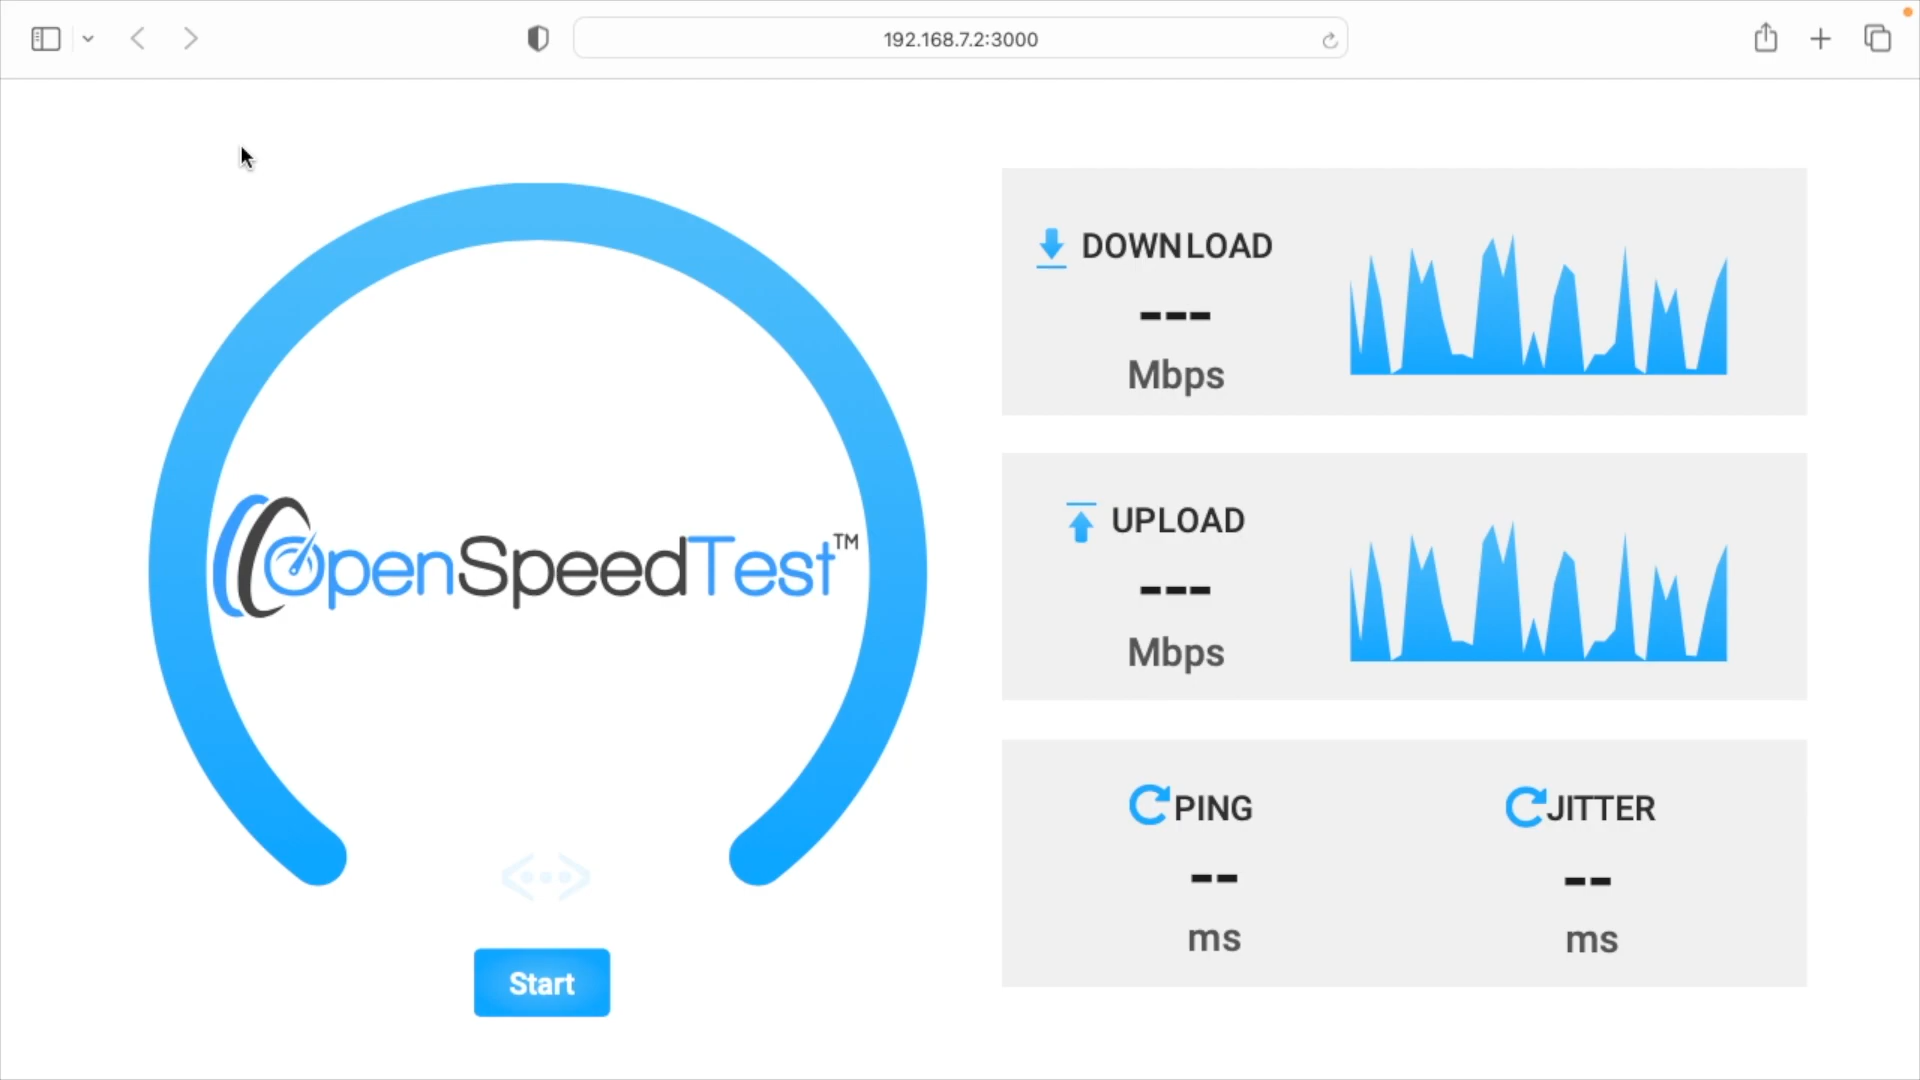 192.168.7.2:3000
OpenSpeedTest™
Start
DOWNLOAD
---
Mbps
UPLOAD
---
Mbps
PING
--
ms
JITTER
--
ms